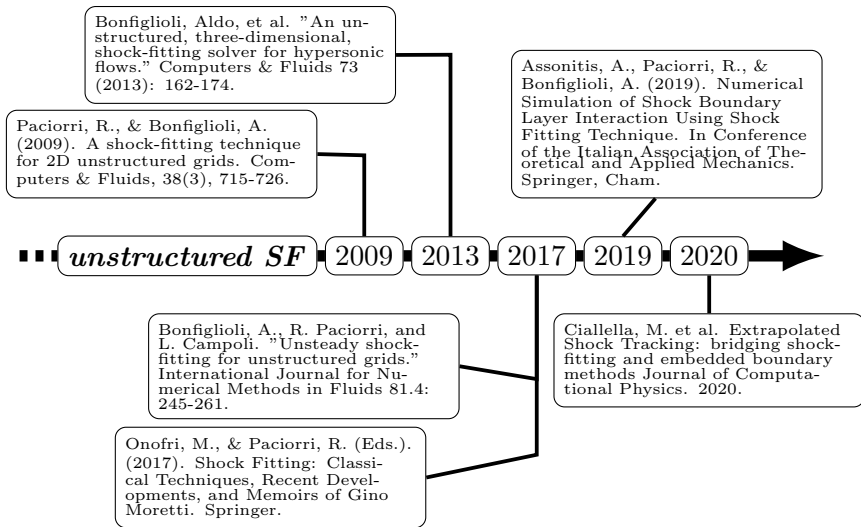 Bonfiglioli, Aldo, et al. "An un-
structured, three-dimensional,
shock-fitting solver for hypersonic
flows." Computers & Fluids 73
(2013): 162-174.
Paciorri, R., & Bonfiglioli, A.
(2009). A shock-fitting technique
for 2D unstructured grids. Com-
puters & Fluids, 38(3), 715-726.
Assonitis, A., Paciorri, R., &
Bonfiglioli, A. (2019). Numerical
Simulation of Shock Boundary
Layer Interaction Using Shock
Fitting Technique. In Conference
of the Italian Association of The-
oretical and Applied Mechanics.
Springer, Cham.
unstructured SF 2009 2013 2017 2019 2020
Bonfiglioli, A., R. Paciorri, and
L. Campoli. "Unsteady shock-
fitting for unstructured grids."
International Journal for Nu-
merical Methods in Fluids 81.4:
245-261.
Ciallella, M. et al. Extrapolated
Shock Tracking: bridging shock-
fitting and embedded boundary
methods Journal of Computa-
tional Physics. 2020.
Onofri, M., & Paciorri, R. (Eds.).
(2017). Shock Fitting: Classi-
cal Techniques, Recent Devel-
opments, and Memoirs of Gino
Moretti. Springer.